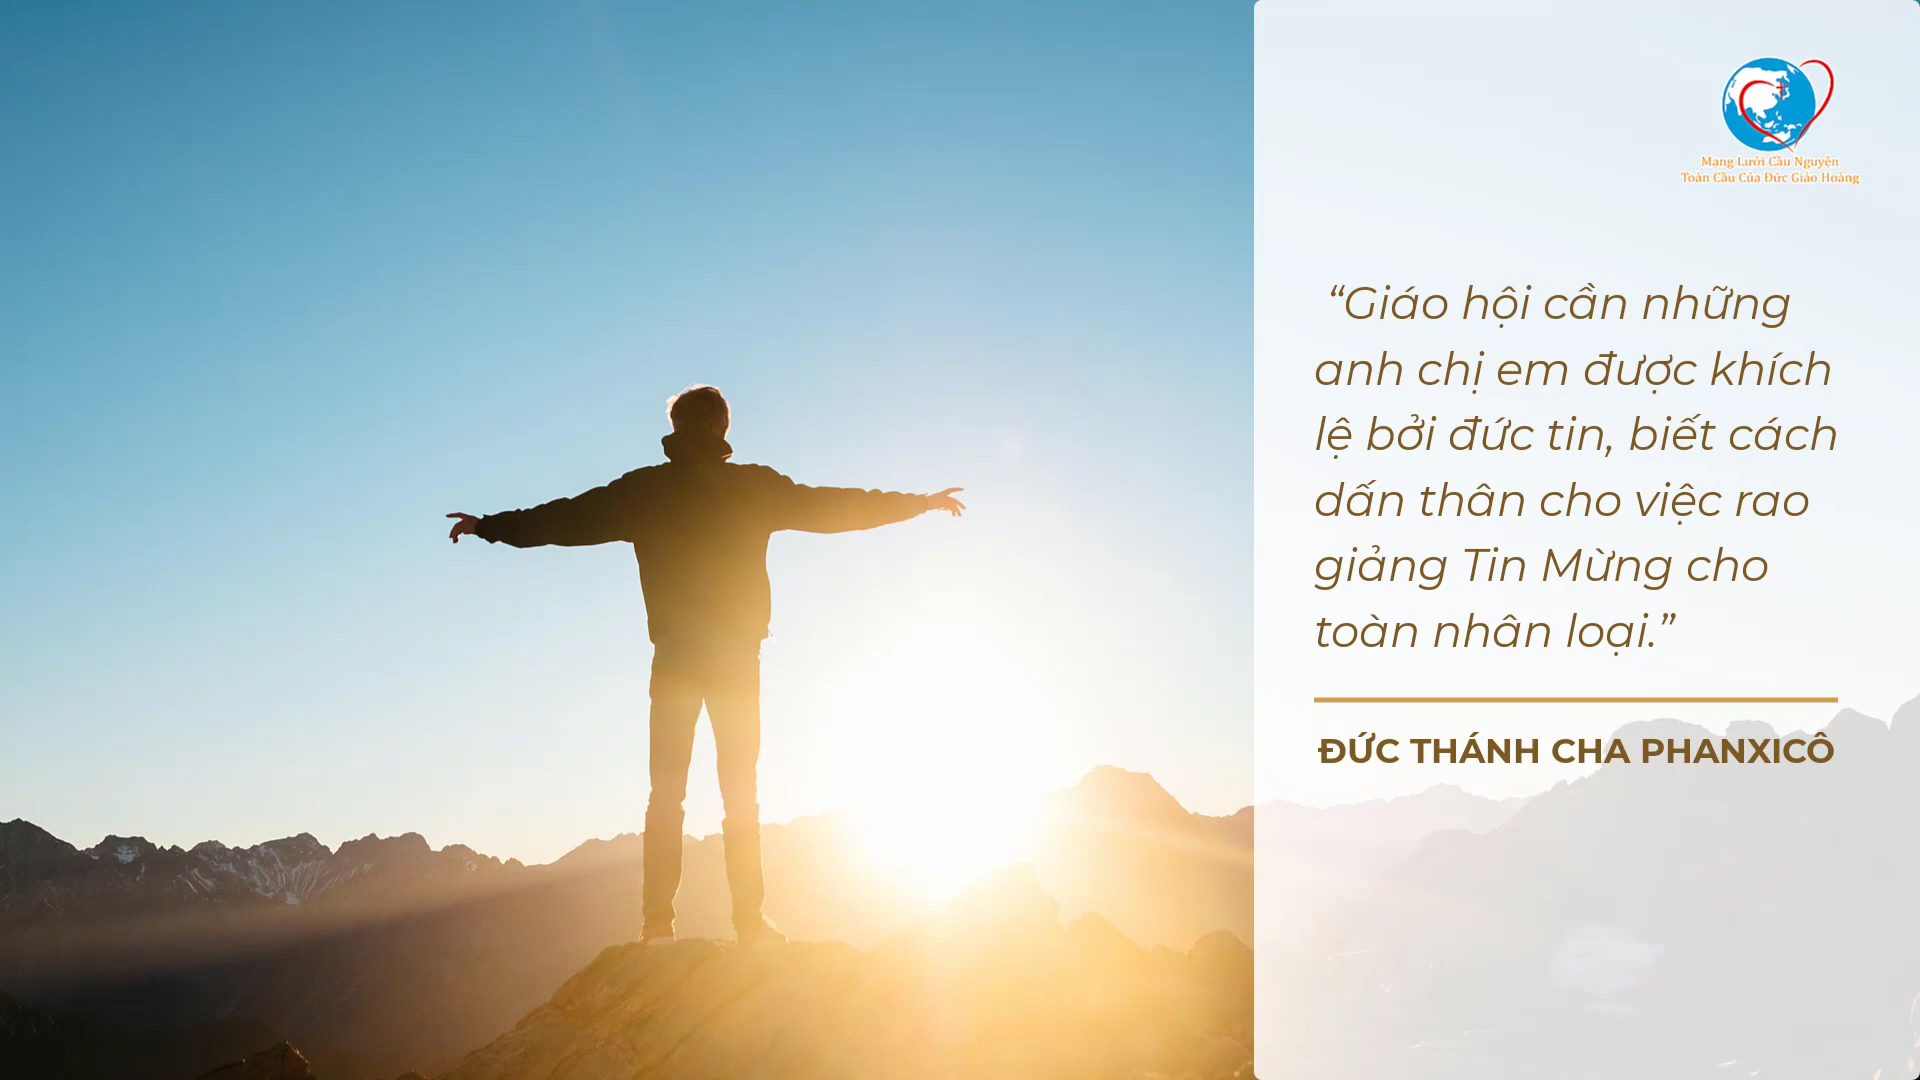 Mạng Lưới Cầu Nguyện
Toàn Cầu Của Đức Giáo Hoàng
“Giáo hội cần những
anh chị em được khích
lệ bởi đức tin, biết cách
dấn thân cho việc rao
giảng Tin Mừng cho
toàn nhân loại.”
ĐỨC THÁNH CHA PHANXICÔ